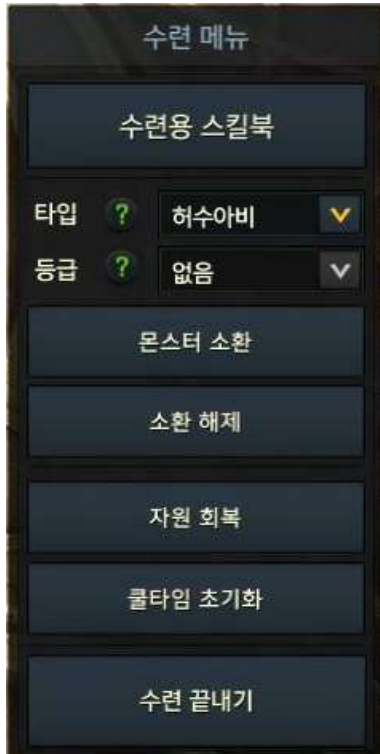 수련 메뉴
수련용 스킬북
타입 ? 허수아비
등급 ? 없음
몬스터 소환
소환 해제
자원 회복
쿨타임 초기화
수련 끝내기